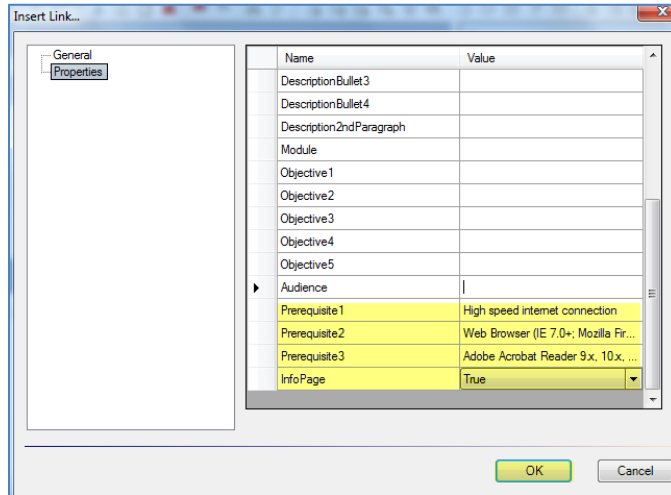 Insert Link...
General
Properties
Name Value
DescriptionBullet3
DescriptionBullet4
Description2ndParagraph
Module
Objective1
Objective2
Objective3
Objective4
Objective5
Audience
Prerequisite1 High speed internet connection
Prerequisite2 Web Browser (IE 7.0+; Mozilla Fir...
Prerequisite3 Adobe Acrobat Reader 9.x, 10.x, ...
InfoPage True
OK Cancel